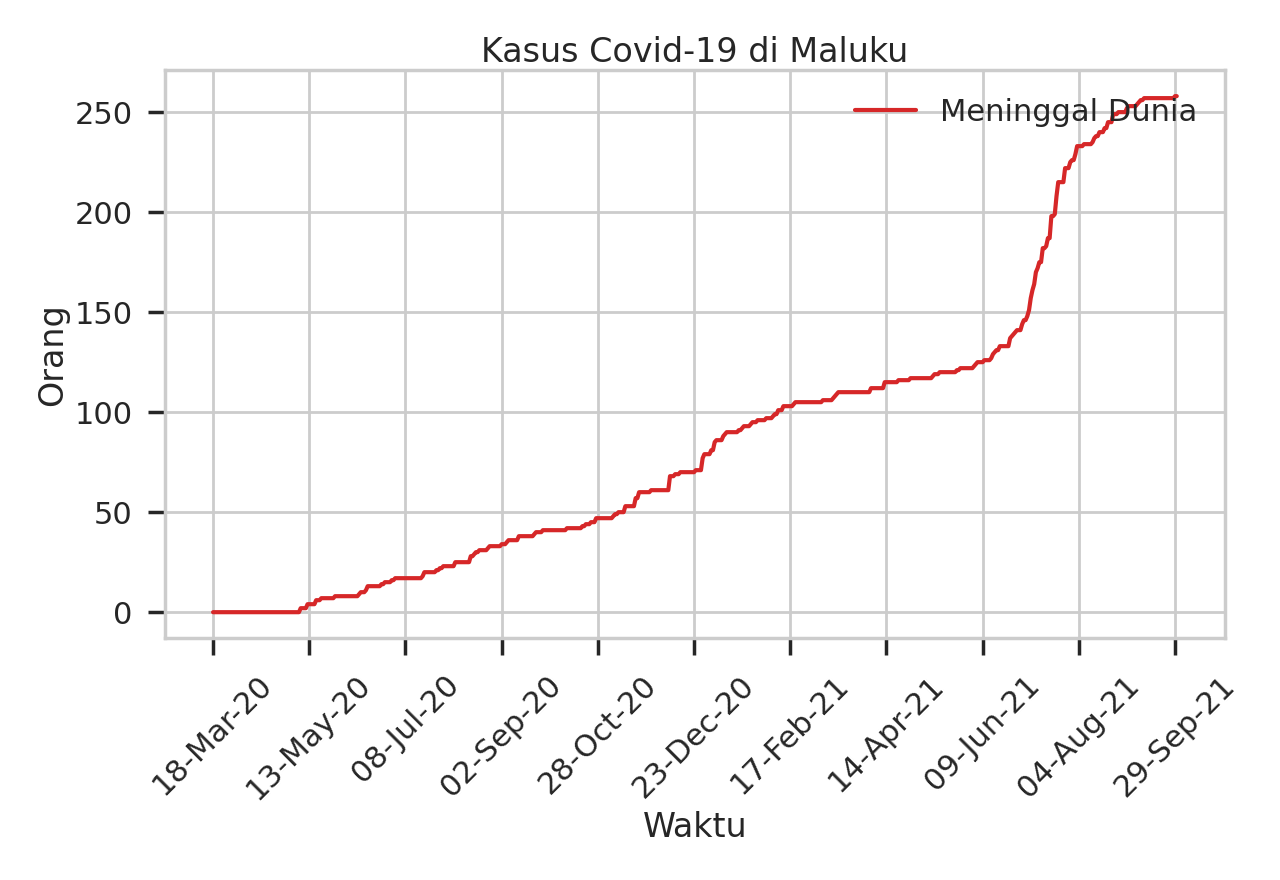 Kasus Covid-19 di Maluku
Meninggal Dunia
Orang
250
200
150
100
50
0
18-Mar-20
13-May-20
08-Jul-20
02-Sep-20
28-Oct-20
23-Dec-20
17-Feb-21
14-Apr-21
09-Jun-21
04-Aug-21
29-Sep-21
Waktu